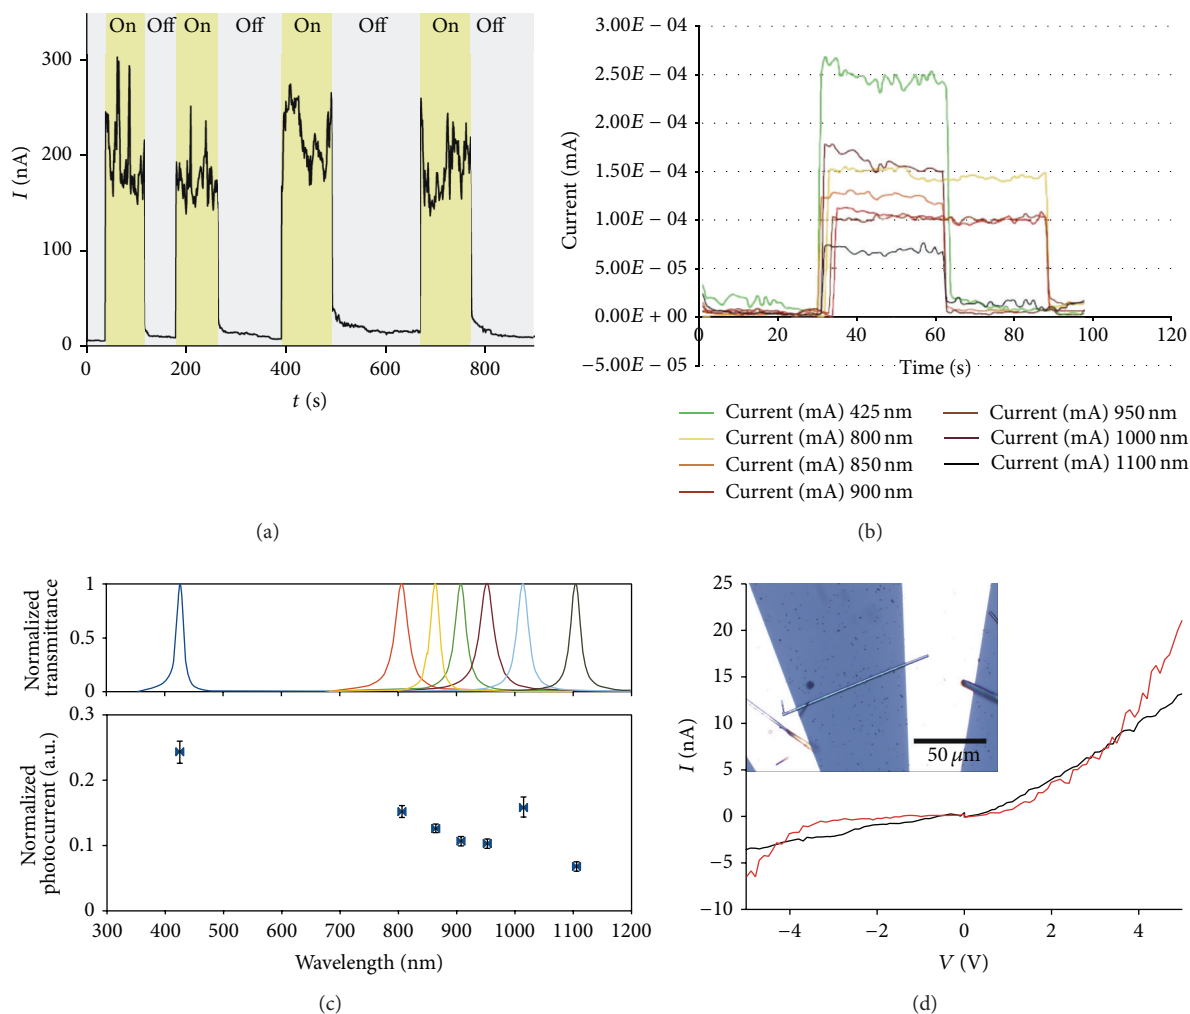 On Off On Off On Off On Off
300
200
100
0
I (nA)
0 200 400 600 800
t (s)
(a)
3.00E − 04
2.50E − 04
2.00E − 04
1.50E − 04
1.00E − 04
5.00E − 05
0.00E + 00
−5.00E − 05
Current (mA)
0 20 40 60 80 100 120
Time (s)
Current (mA) 425 nm
Current (mA) 800 nm
Current (mA) 850 nm
Current (mA) 900 nm
Current (mA) 950 nm
Current (mA) 1000 nm
Current (mA) 1100 nm
(b)
Normalized
transmittance
1
0.5
0
Normalized
photocurrent (a.u.)
0.3
0.2
0.1
0
300 400 500 600 700 800 900 1000 1100 1200
Wavelength (nm)
(c)
25
20
15
10
5
0
−5
−10
I (nA)
50 μm
−4 −2 0 2 4
V (V)
(d)